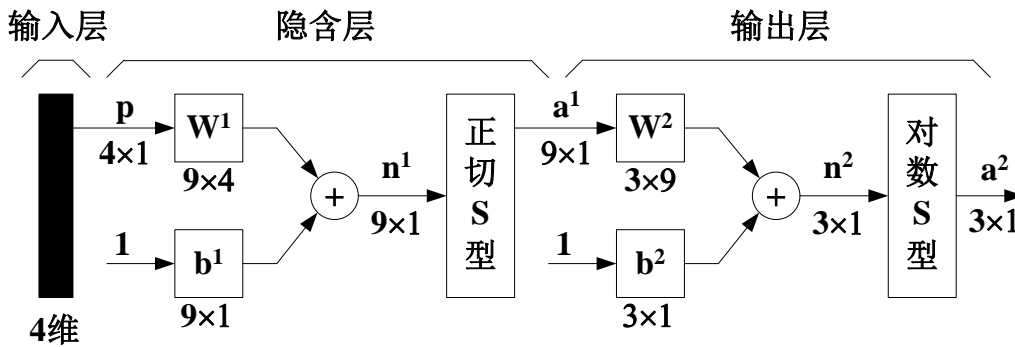 输入层 隐含层 输出层
p W¹ a¹ W²
4×1 9×4 9×1 3×9
正切S型
对数S型
+ n¹ + n² a²
9×1 3×1 3×1
1 b¹ 1 b²
9×1 3×1
4维